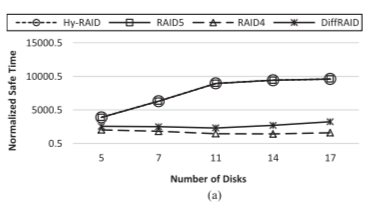 Hy-RAID RAID5 RAID4 DiffRAID
15000.5
10000.5
5000.5
0.5
Normalized Safe Time
5 7 11 14 17
Number of Disks
(a)